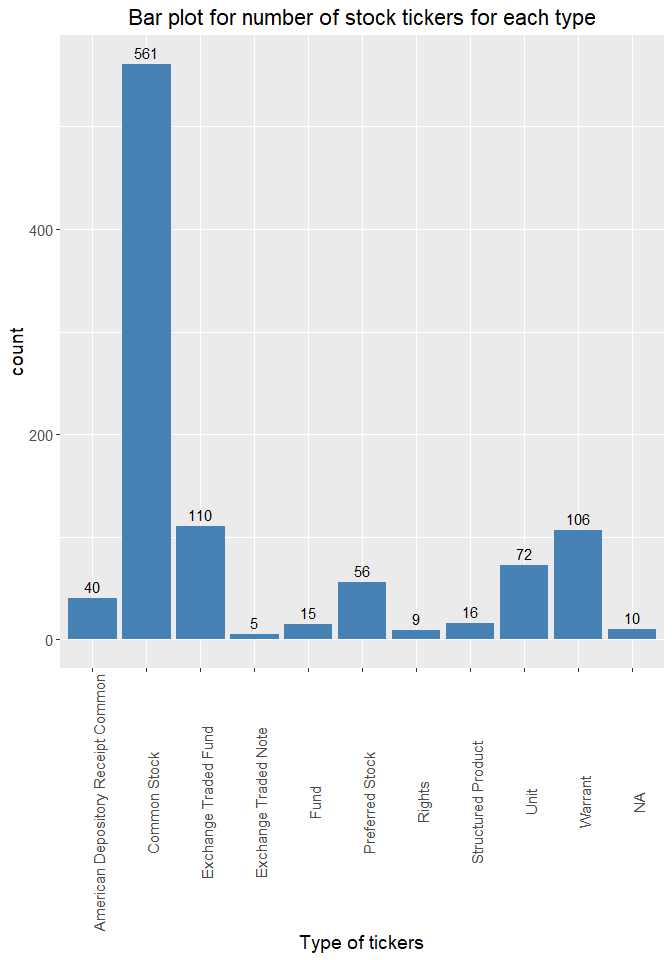 Bar plot for number of stock tickers for each type
count
400
200
0
561
110
106
72
56
40
16
15
10
9
5
American Depository Receipt Common
Common Stock
Exchange Traded Fund
Exchange Traded Note
Fund
Preferred Stock
Rights
Structured Product
Unit
Warrant
NA
Type of tickers